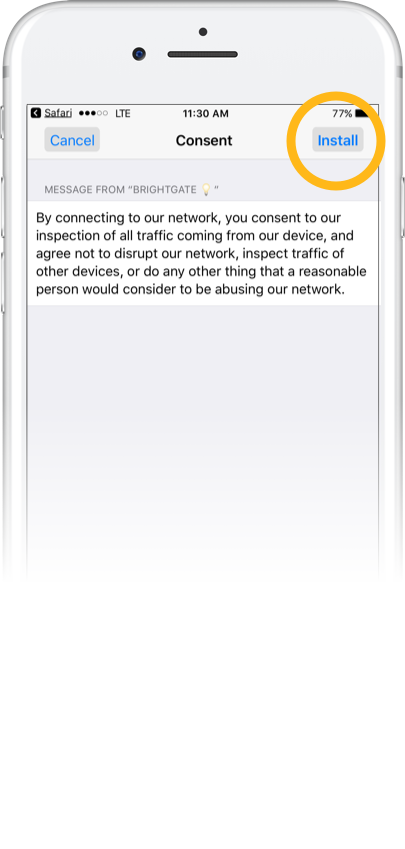 Safari LTE 11:30 AM 77%
Cancel Consent Install
MESSAGE FROM “BRIGHTGATE 💡”
By connecting to our network, you consent to our
inspection of all traffic coming from our device, and
agree not to disrupt our network, inspect traffic of
other devices, or do any other thing that a reasonable
person would consider to be abusing our network.